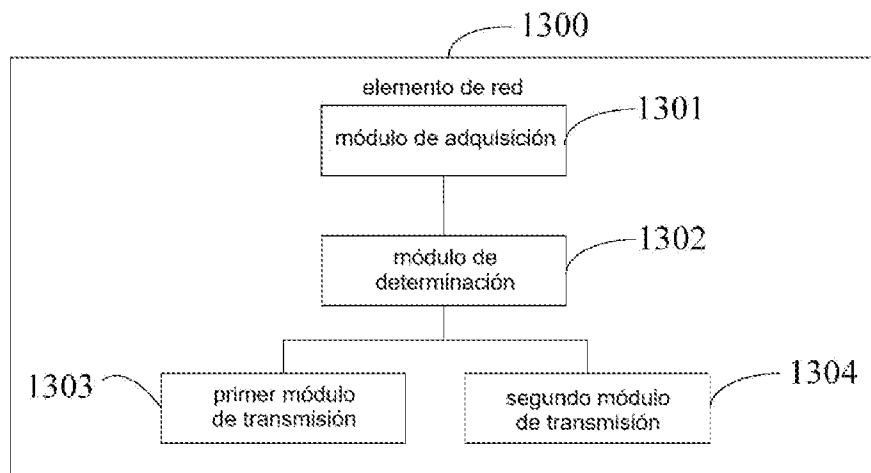 1300
elemento de red
módulo de adquisición
1301
módulo de
determinación
1302
1303
primer módulo
de transmisión
segundo módulo
de transmisión
1304